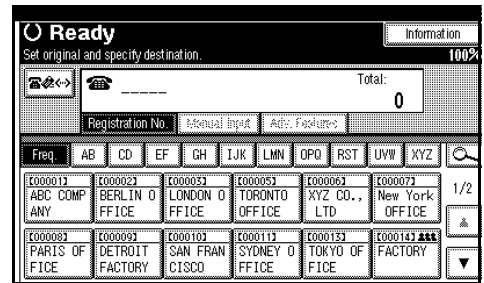 Ready
Information
Set original and specify destination.
100%
Total:
0
Registration No.
Manual Input
Adv. Features
Freq.
AB
CD
EF
GH
IJK
LMN
OPQ
RST
UVW
XYZ
[00001]
ABC COMP
ANY
[00002]
BERLIN O
FFICE
[00003]
LONDON O
FFICE
[00005]
TORONTO
OFFICE
[00006]
XYZ CO.,
LTD
[00007]
New York
OFFICE
1/2
[00008]
PARIS OF
FICE
[00009]
DETROIT
FACTORY
[00010]
SAN FRAN
CISCO
[00011]
SYDNEY O
FFICE
[00013]
TOKYO OF
FICE
[00014]
FACTORY